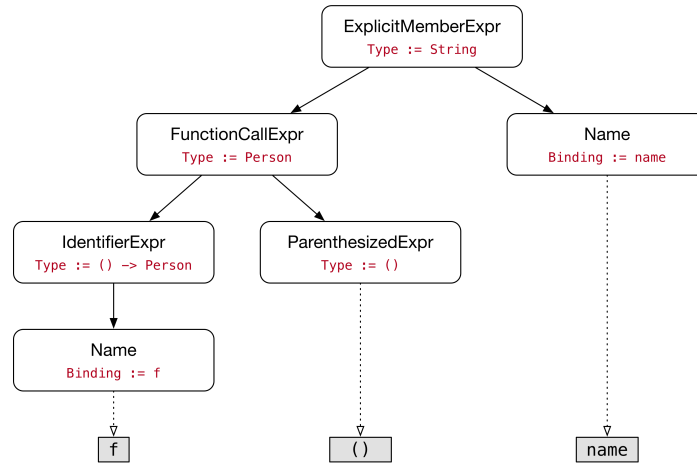 ExplicitMemberExpr
Type := String
FunctionCallExpr
Type := Person
Name
Binding := name
IdentifierExpr
Type := () —> Person
ParenthesizedExpr
Type := ()
Name
Binding := f
f
()
name